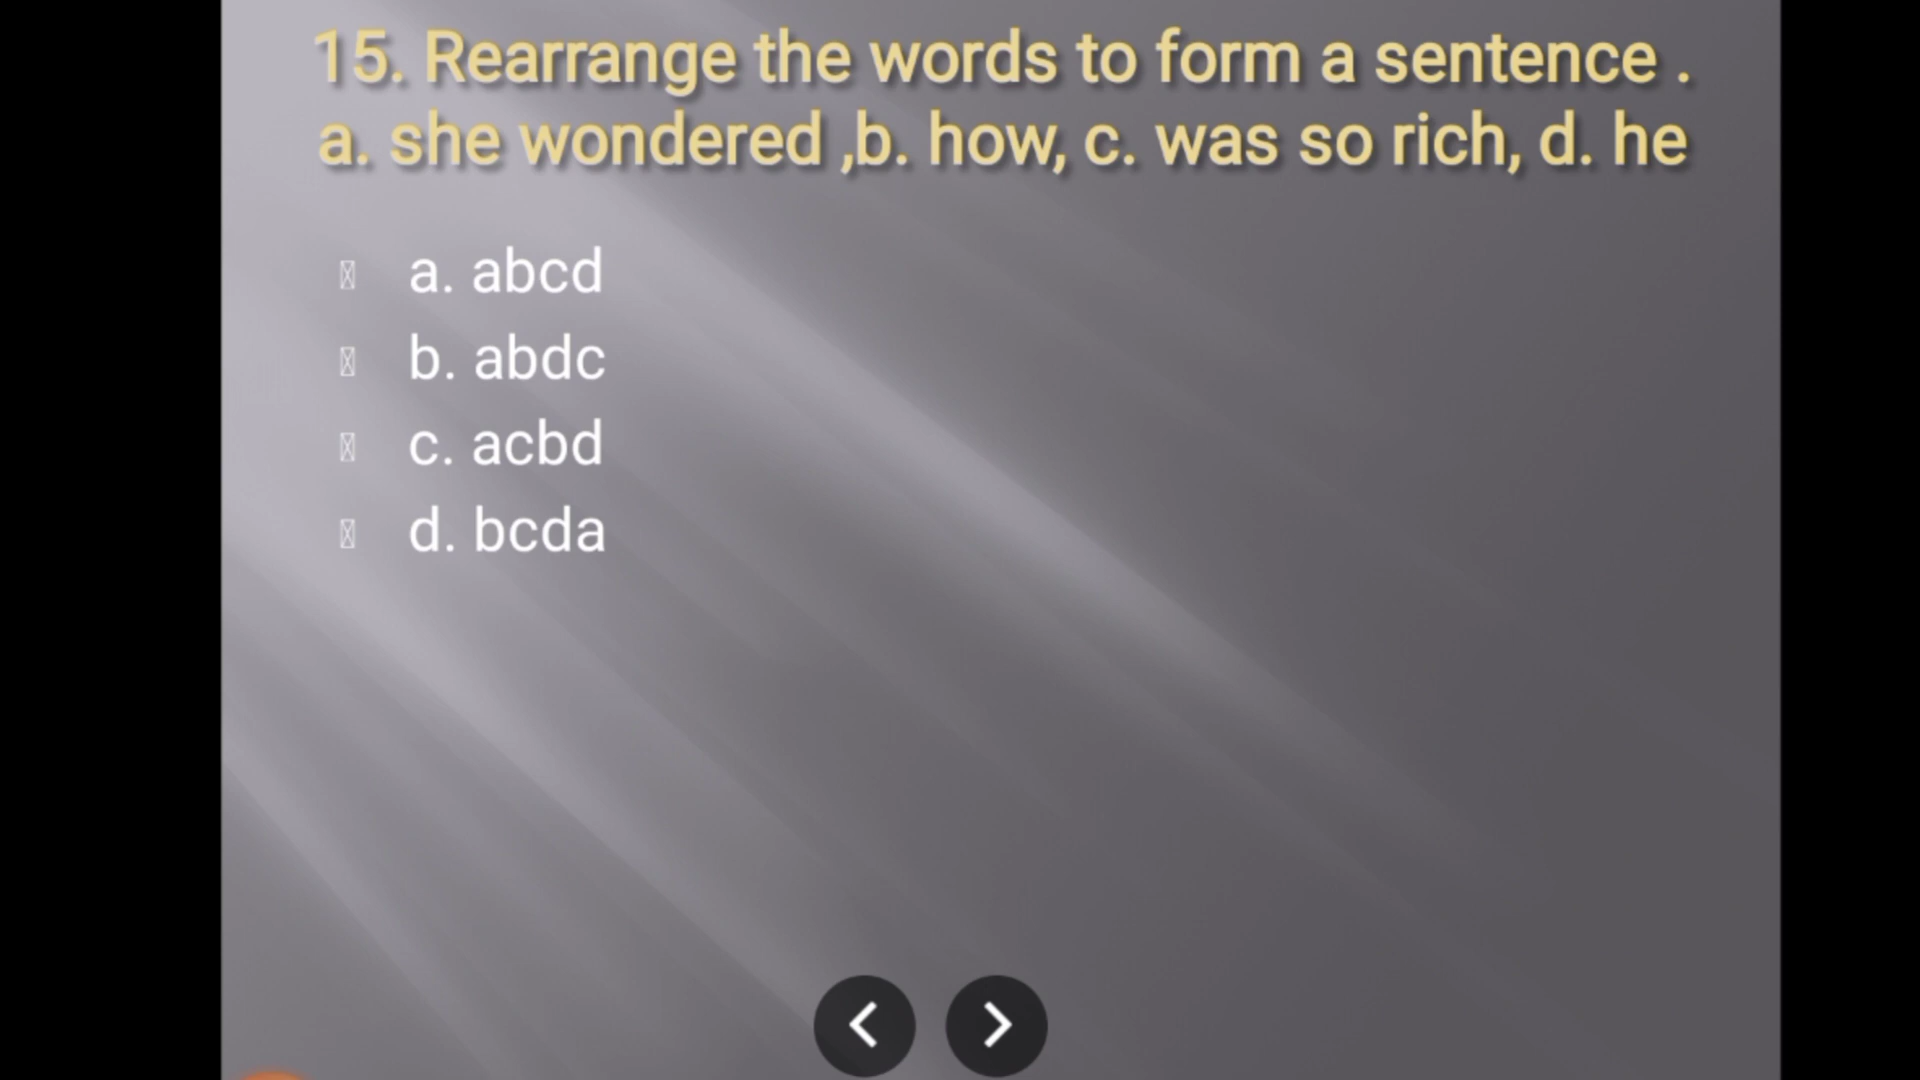 15. Rearrange the words to form a sentence .
a. she wondered ,b. how, c. was so rich, d. he
a. abcd
b. abdc
c. acbd
d. bcda